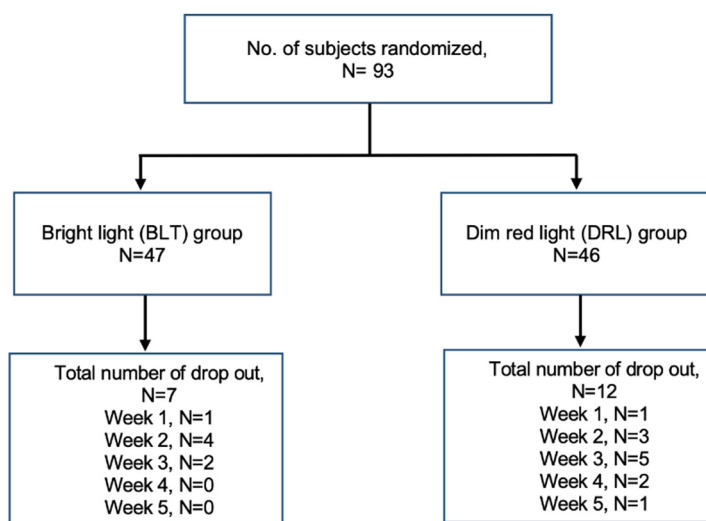 No. of subjects randomized,
N= 93
Bright light (BLT) group
N=47
Dim red light (DRL) group
N=46
Total number of drop out,
N=7
Week 1, N=1
Week 2, N=4
Week 3, N=2
Week 4, N=0
Week 5, N=0
Total number of drop out,
N=12
Week 1, N=1
Week 2, N=3
Week 3, N=5
Week 4, N=2
Week 5, N=1